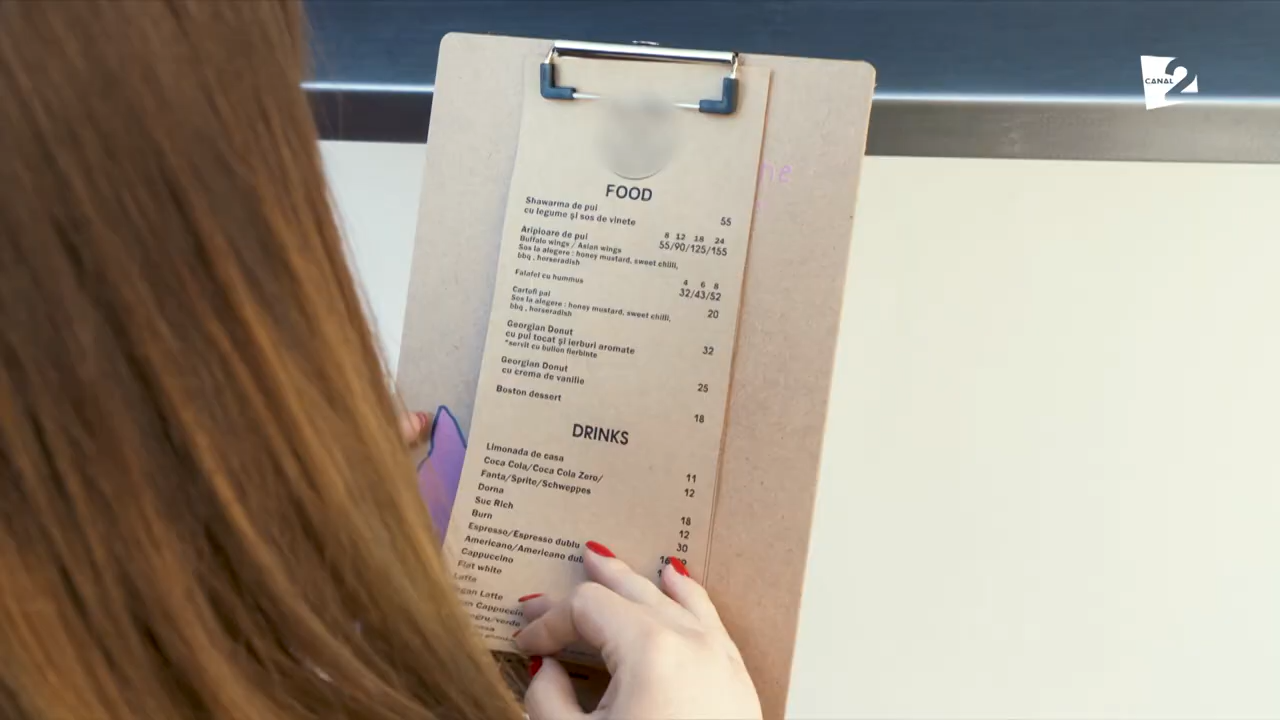 CANAL 2
FOOD
Shawarma de pui
cu legume și sos de vinete 55
Aripioare de pui 8 12 18 24
Buffalo wings / Asian wings 55/90/125/155
Sos la alegere : honey mustard, sweet chilli,
bbq , horseradish
Falafel cu hummus 4 6 8
32/43/52
Cartofi pai
Sos la alegere : honey mustard, sweet chilli, 20
bbq , horseradish
Georgian Donut
cu pui tocat și ierburi aromate 32
*servit cu bulion fierbinte
Georgian Donut
cu crema de vanilie 25
Boston dessert 18
DRINKS
Limonada de casa 11
Coca Cola/Coca Cola Zero/ 12
Fanta/Sprite/Schweppes
Dorna 18
Suc Rich 12
Burn 30
Espresso/Espresso dublu
Americano/Americano
Cappuccino
Flat white
Latte
Latte
Cappuccin
negru/verde
casa